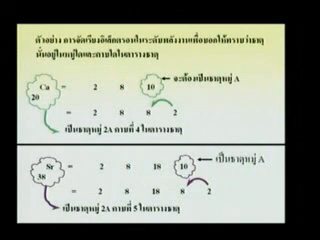 ตัวอย่าง การจัดเรียงอิเล็กตรอนในระดับพลังงานเพื่อบอกให้ทราบว่าธาตุ
นั้นอยู่ในหมู่ใดและคาบใดในตารางธาตุ
จะต้องเป็นธาตุหมู่ A
Ca = 2 8 10
20
= 2 8 8 2
เป็นธาตุหมู่ 2A คาบที่ 4 ในตารางธาตุ
เป็นธาตุหมู่ A
Sr = 2 8 18 10
38
= 2 8 18 8 2
เป็นธาตุหมู่ 2A คาบที่ 5 ในตารางธาตุ